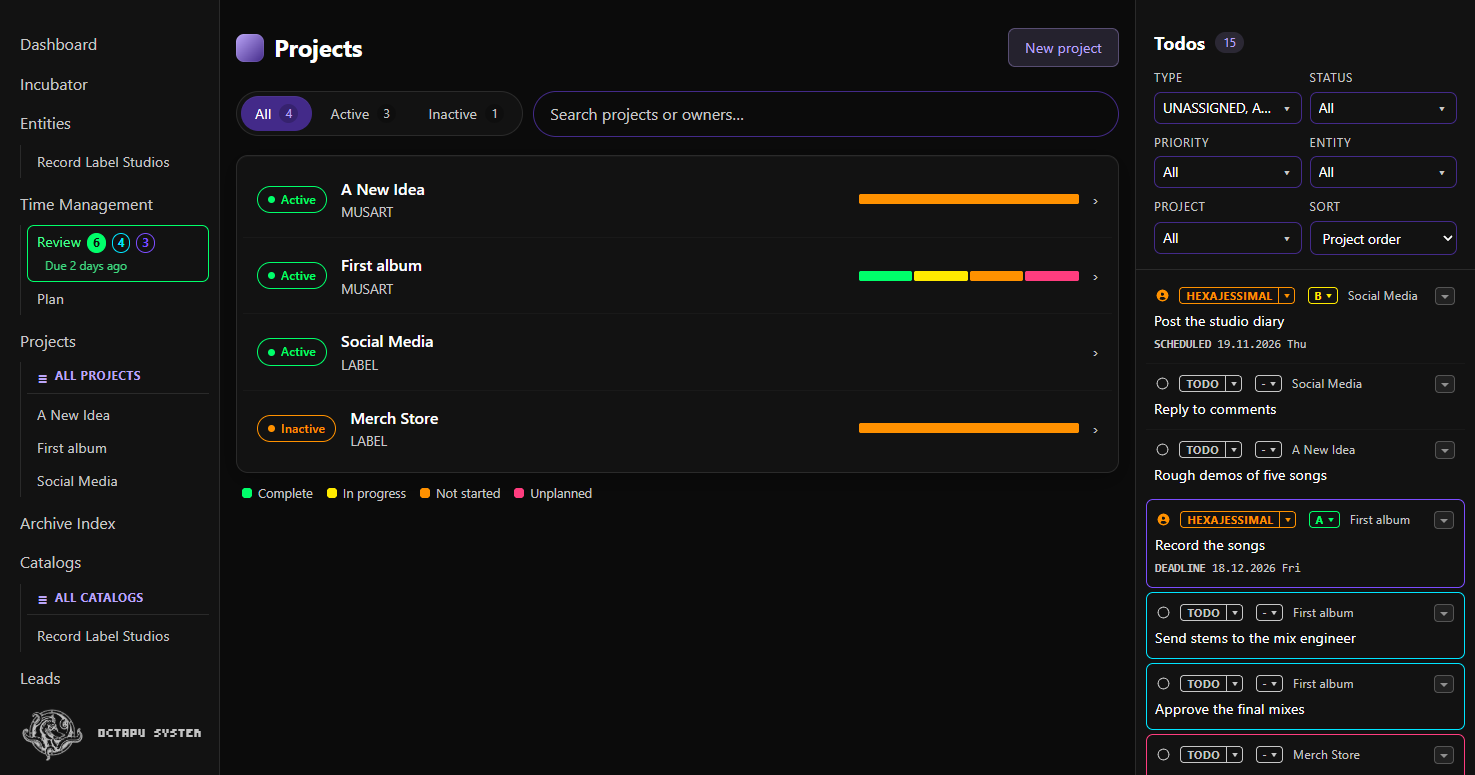 Dashboard
Incubator
Entities
Record Label Studios
Time Management
Review 6 4 3
Due 2 days ago
Plan
Projects
ALL PROJECTS
A New Idea
First album
Social Media
Archive Index
Catalogs
ALL CATALOGS
Record Label Studios
Leads
OCTAPU SYSTEM
Projects
New project
All 4 Active 3 Inactive 1
Search projects or owners...
Active
A New Idea
MUSART
Active
First album
MUSART
Active
Social Media
LABEL
Inactive
Merch Store
LABEL
Complete In progress Not started Unplanned
Todos 15
TYPE STATUS
UNASSIGNED, A... All
PRIORITY ENTITY
All All
PROJECT SORT
All Project order
HEXAJESSIMAL B Social Media
Post the studio diary
SCHEDULED 19.11.2026 Thu
TODO - Social Media
Reply to comments
TODO - A New Idea
Rough demos of five songs
HEXAJESSIMAL A First album
Record the songs
DEADLINE 18.12.2026 Fri
TODO - First album
Send stems to the mix engineer
TODO - First album
Approve the final mixes
TODO - Merch Store